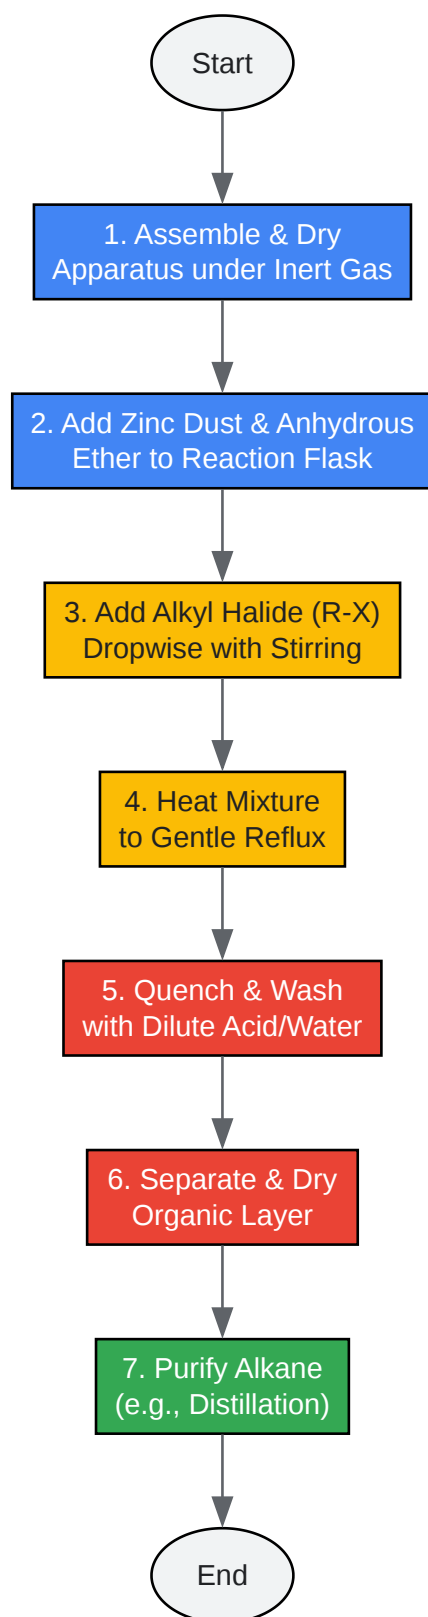 Start
1. Assemble & Dry
Apparatus under Inert Gas
2. Add Zinc Dust & Anhydrous
Ether to Reaction Flask
3. Add Alkyl Halide (R-X)
Dropwise with Stirring
4. Heat Mixture
to Gentle Reflux
5. Quench & Wash
with Dilute Acid/Water
6. Separate & Dry
Organic Layer
7. Purify Alkane
(e.g., Distillation)
End